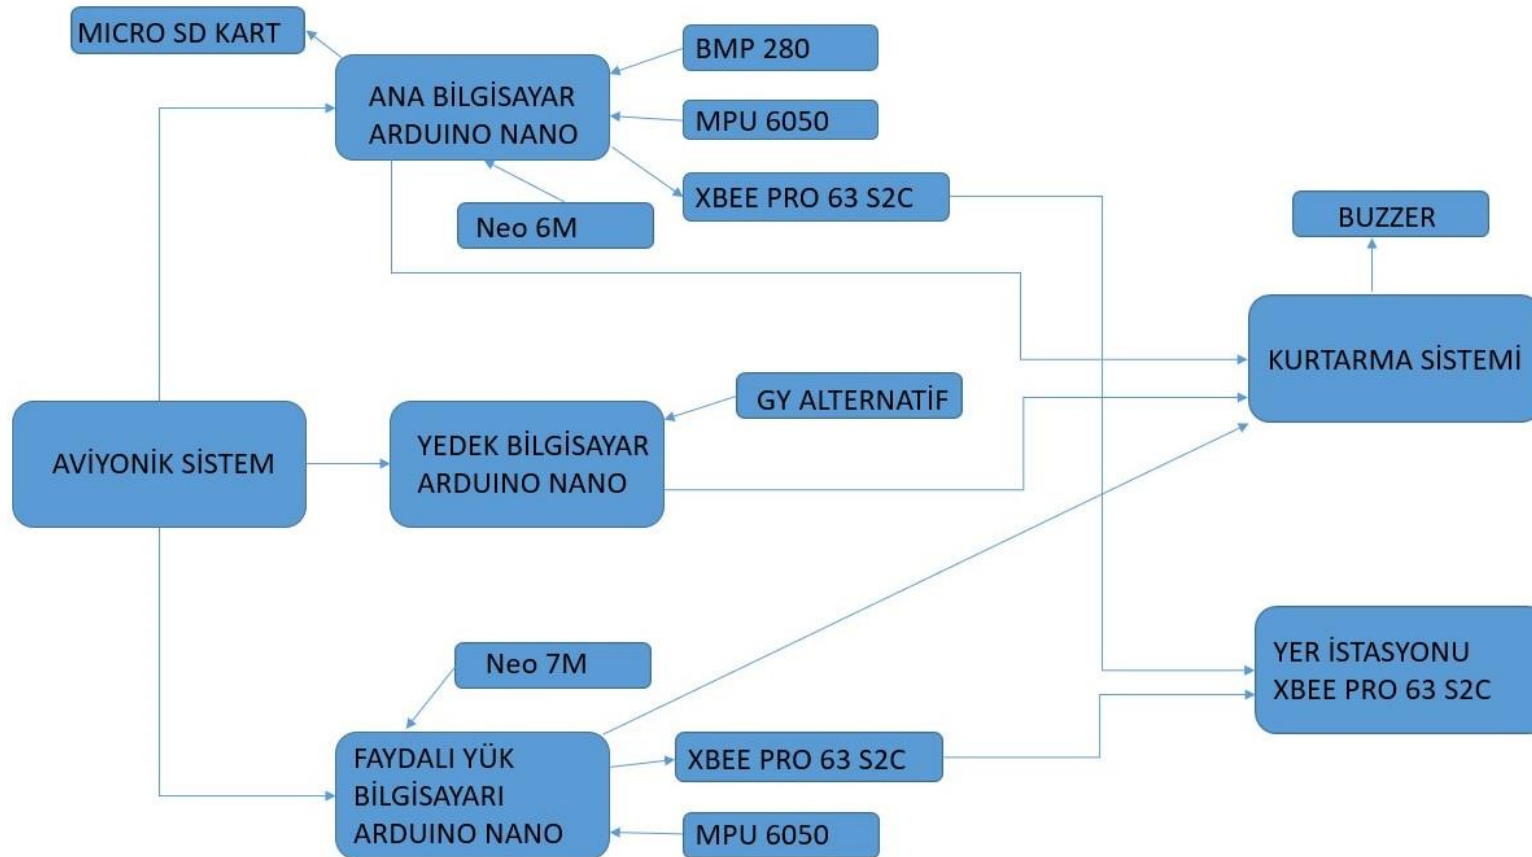 MICRO SD KART
BMP 280
ANA BİLGİSAYAR
ARDUINO NANO
MPU 6050
XBEE PRO 63 S2C
Neo 6M
BUZZER
KURTARMA SİSTEMİ
GY ALTERNATİF
AVİYONİK SİSTEM
YEDEK BİLGİSAYAR
ARDUINO NANO
Neo 7M
YER İSTASYONU
XBEE PRO 63 S2C
FAYDALI YÜK
BİLGİSAYARI
ARDUINO NANO
XBEE PRO 63 S2C
MPU 6050